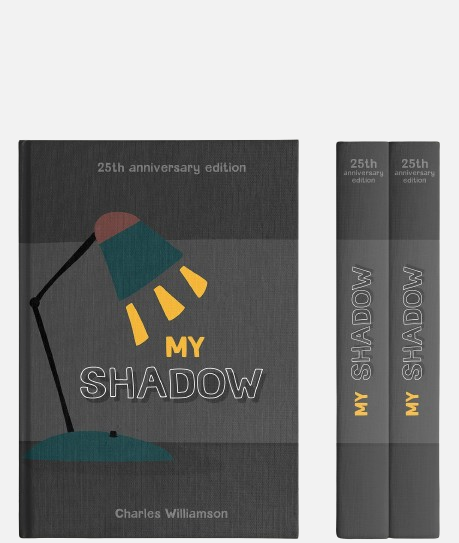 25th anniversary edition
MY
SHADOW
Charles Williamson
25th
anniversary
edition
MY SHADOW
25th
anniversary
edition
MY SHADOW